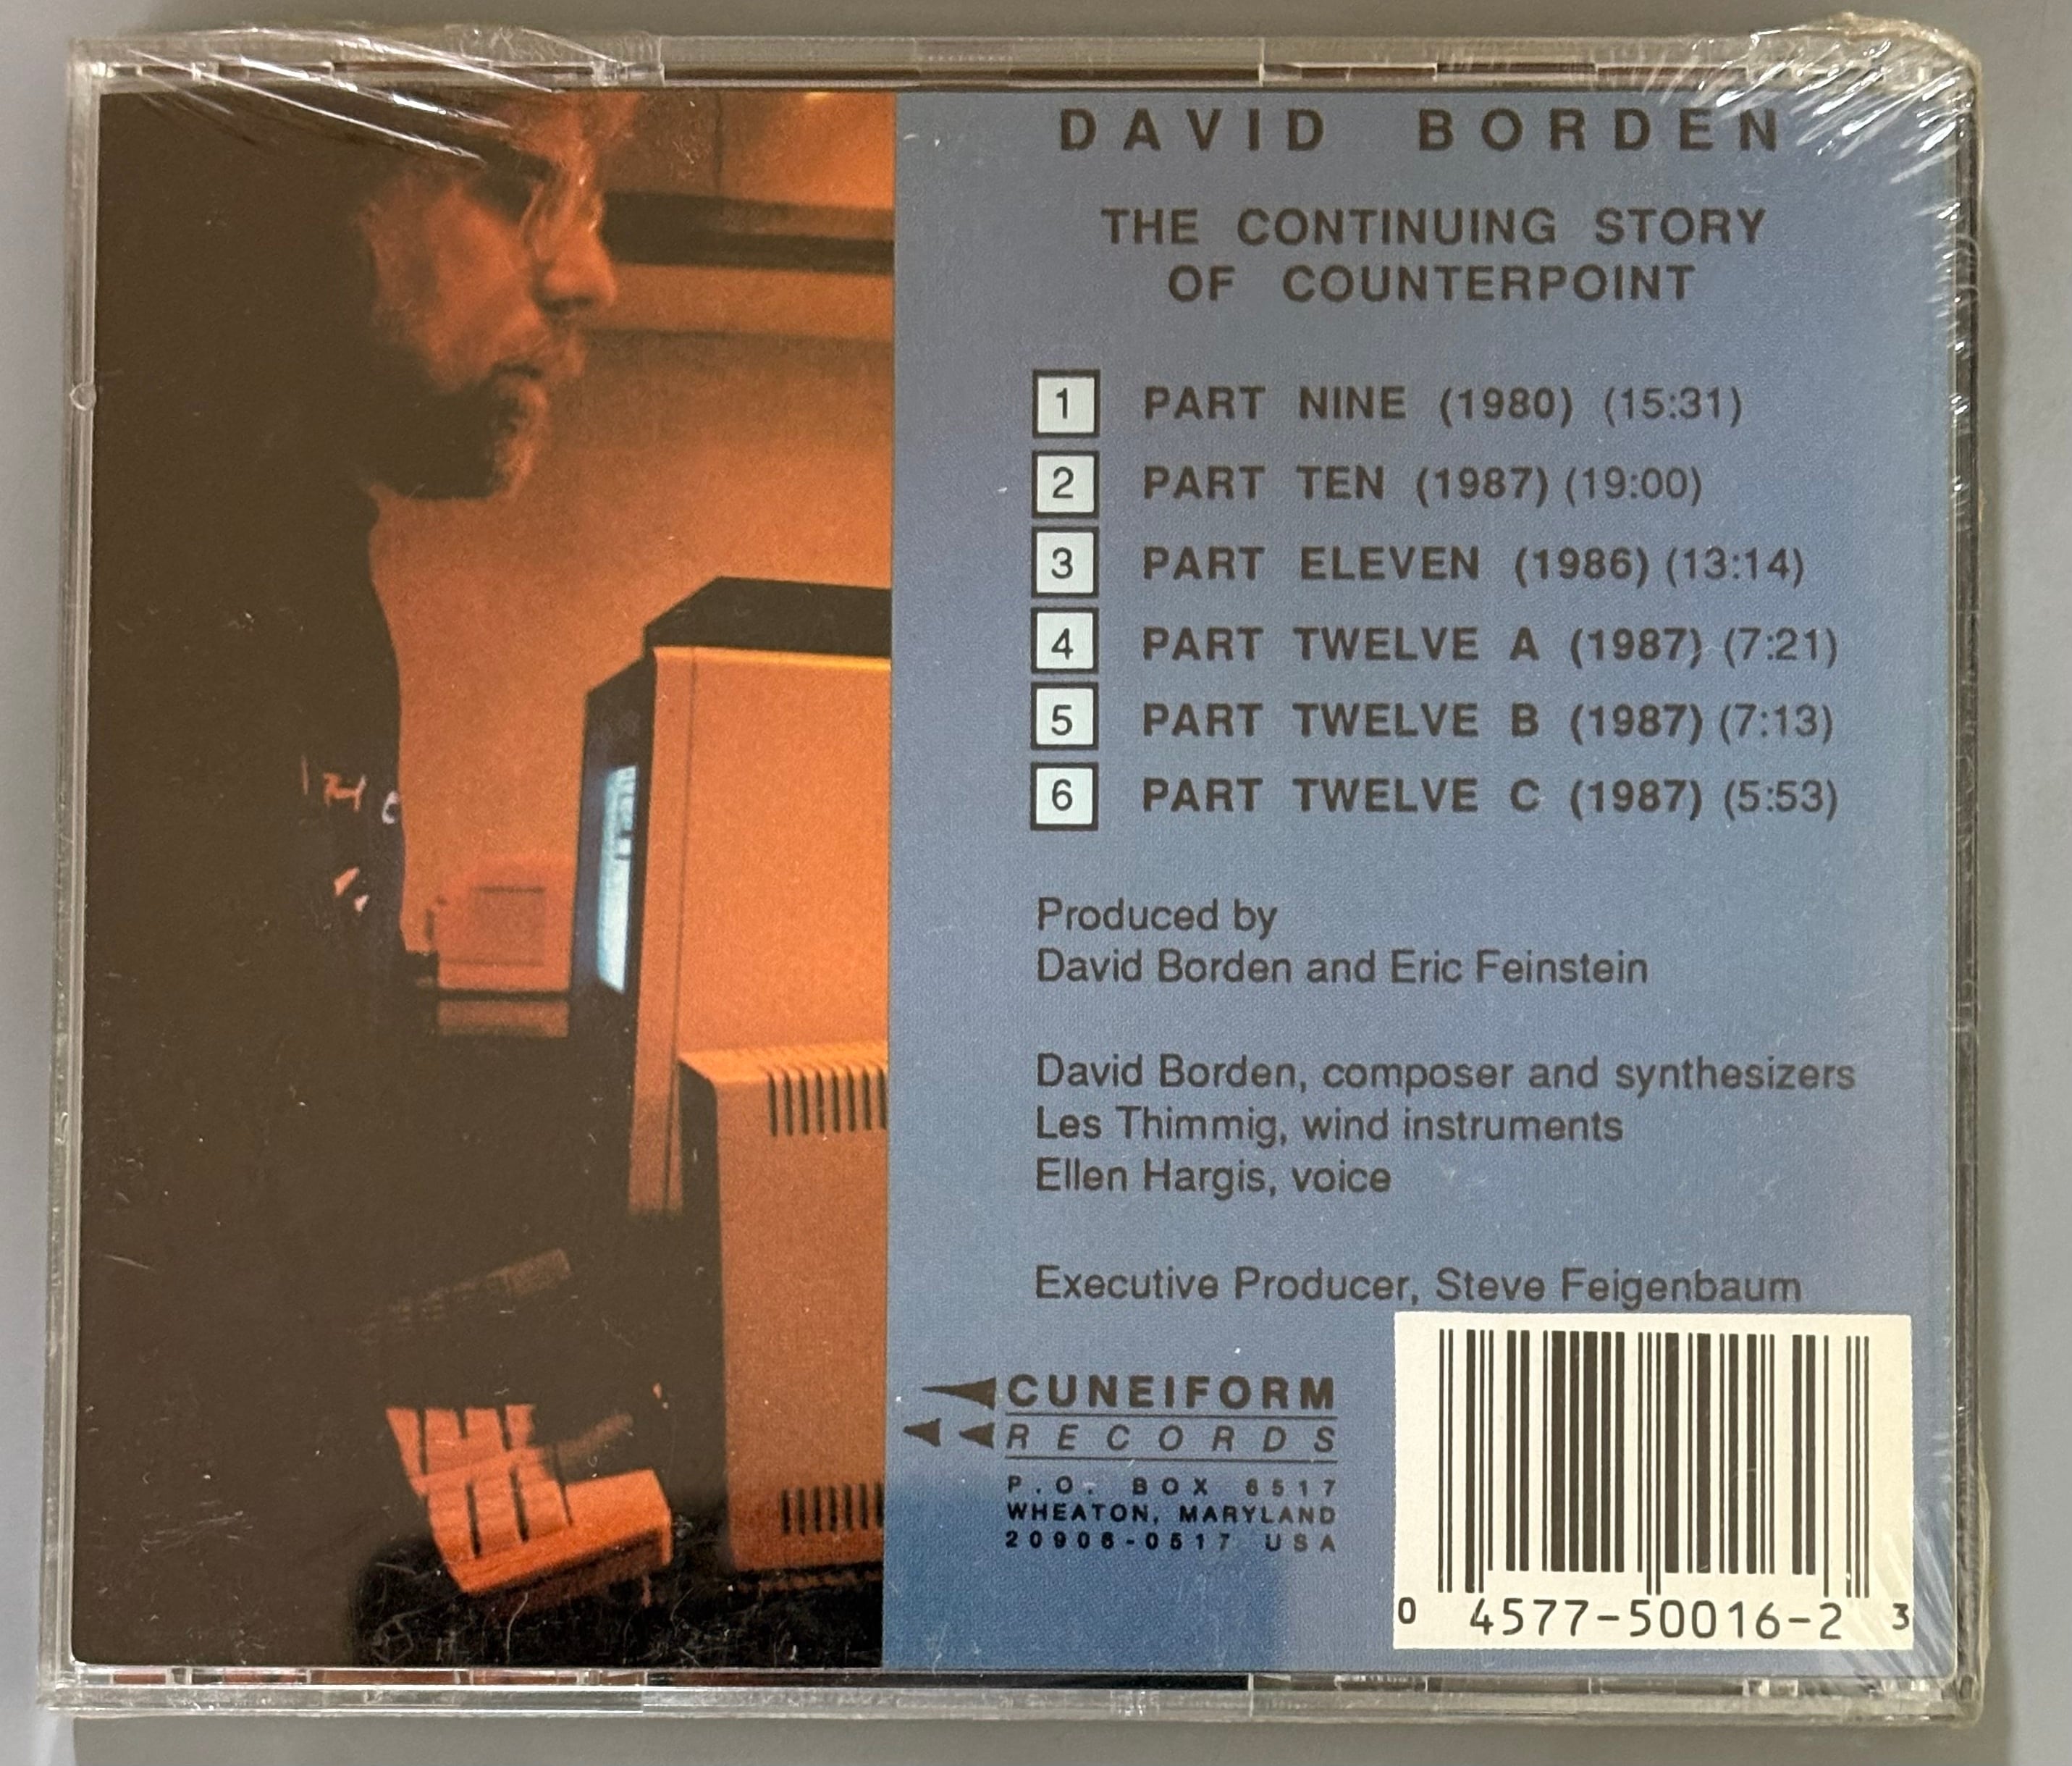 DAVID BORDEN
THE CONTINUING STORY
OF COUNTERPOINT
1 PART NINE (1980) (15:31)
2 PART TEN (1987) (19:00)
3 PART ELEVEN (1986) (13:14)
4 PART TWELVE A (1987) (7:21)
5 PART TWELVE B (1987) (7:13)
6 PART TWELVE C (1987) (5:53)
Produced by
David Borden and Eric Feinstein
David Borden, composer and synthesizers
Les Thimmig, wind instruments
Ellen Hargis, voice
Executive Producer, Steve Feigenbaum
CUNEIFORM
RECORDS
P.O. BOX 6517
WHEATON, MARYLAND
20906-0517 USA
0 4577-50016-2 3